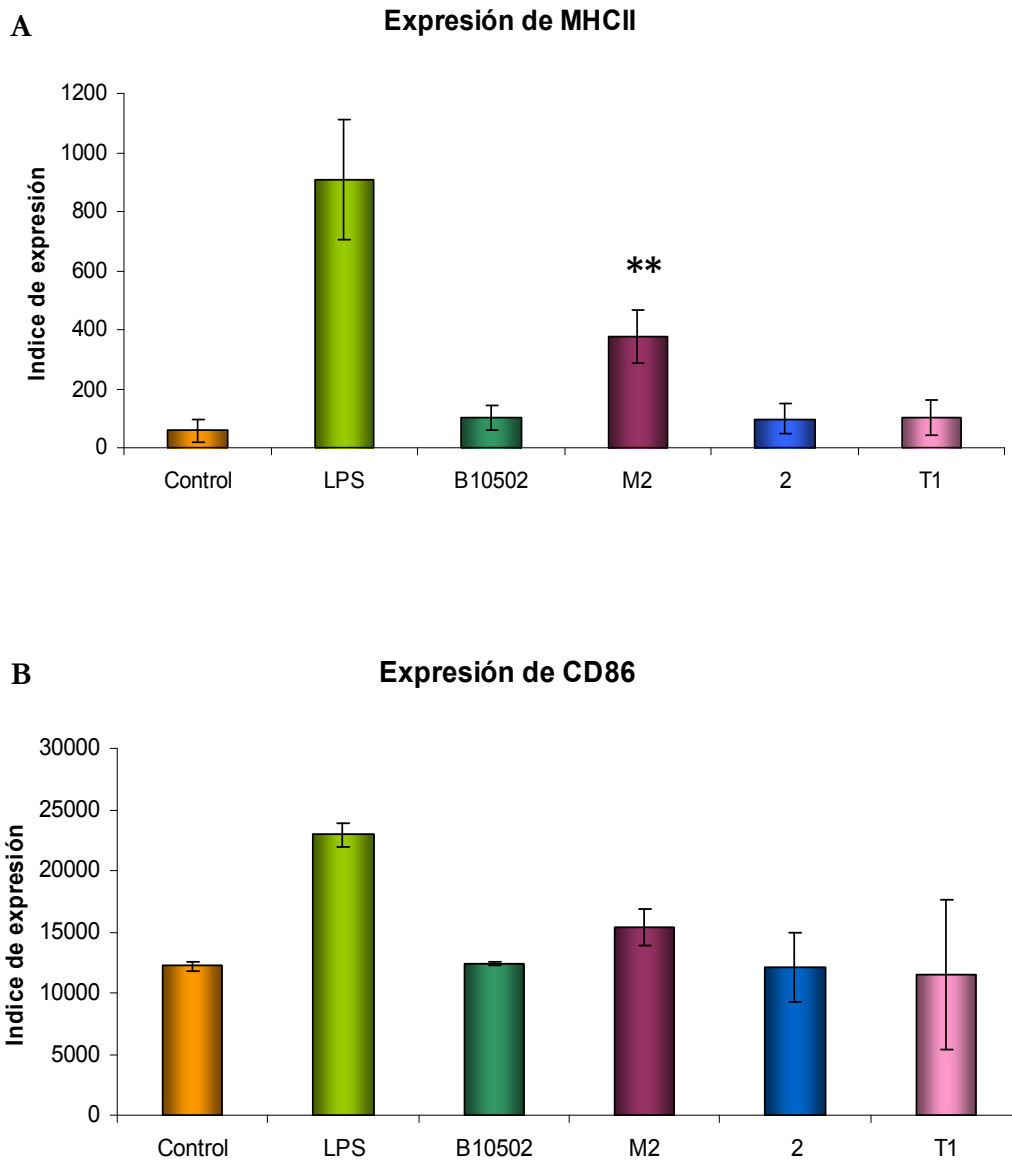 A
Expresión de MHCII
Indice de expresión
1200
1000
800
600
400
200
0
**
Control LPS B10502 M2 2 T1
B
Expresión de CD86
Indice de expresión
30000
25000
20000
15000
10000
5000
0
Control LPS B10502 M2 2 T1